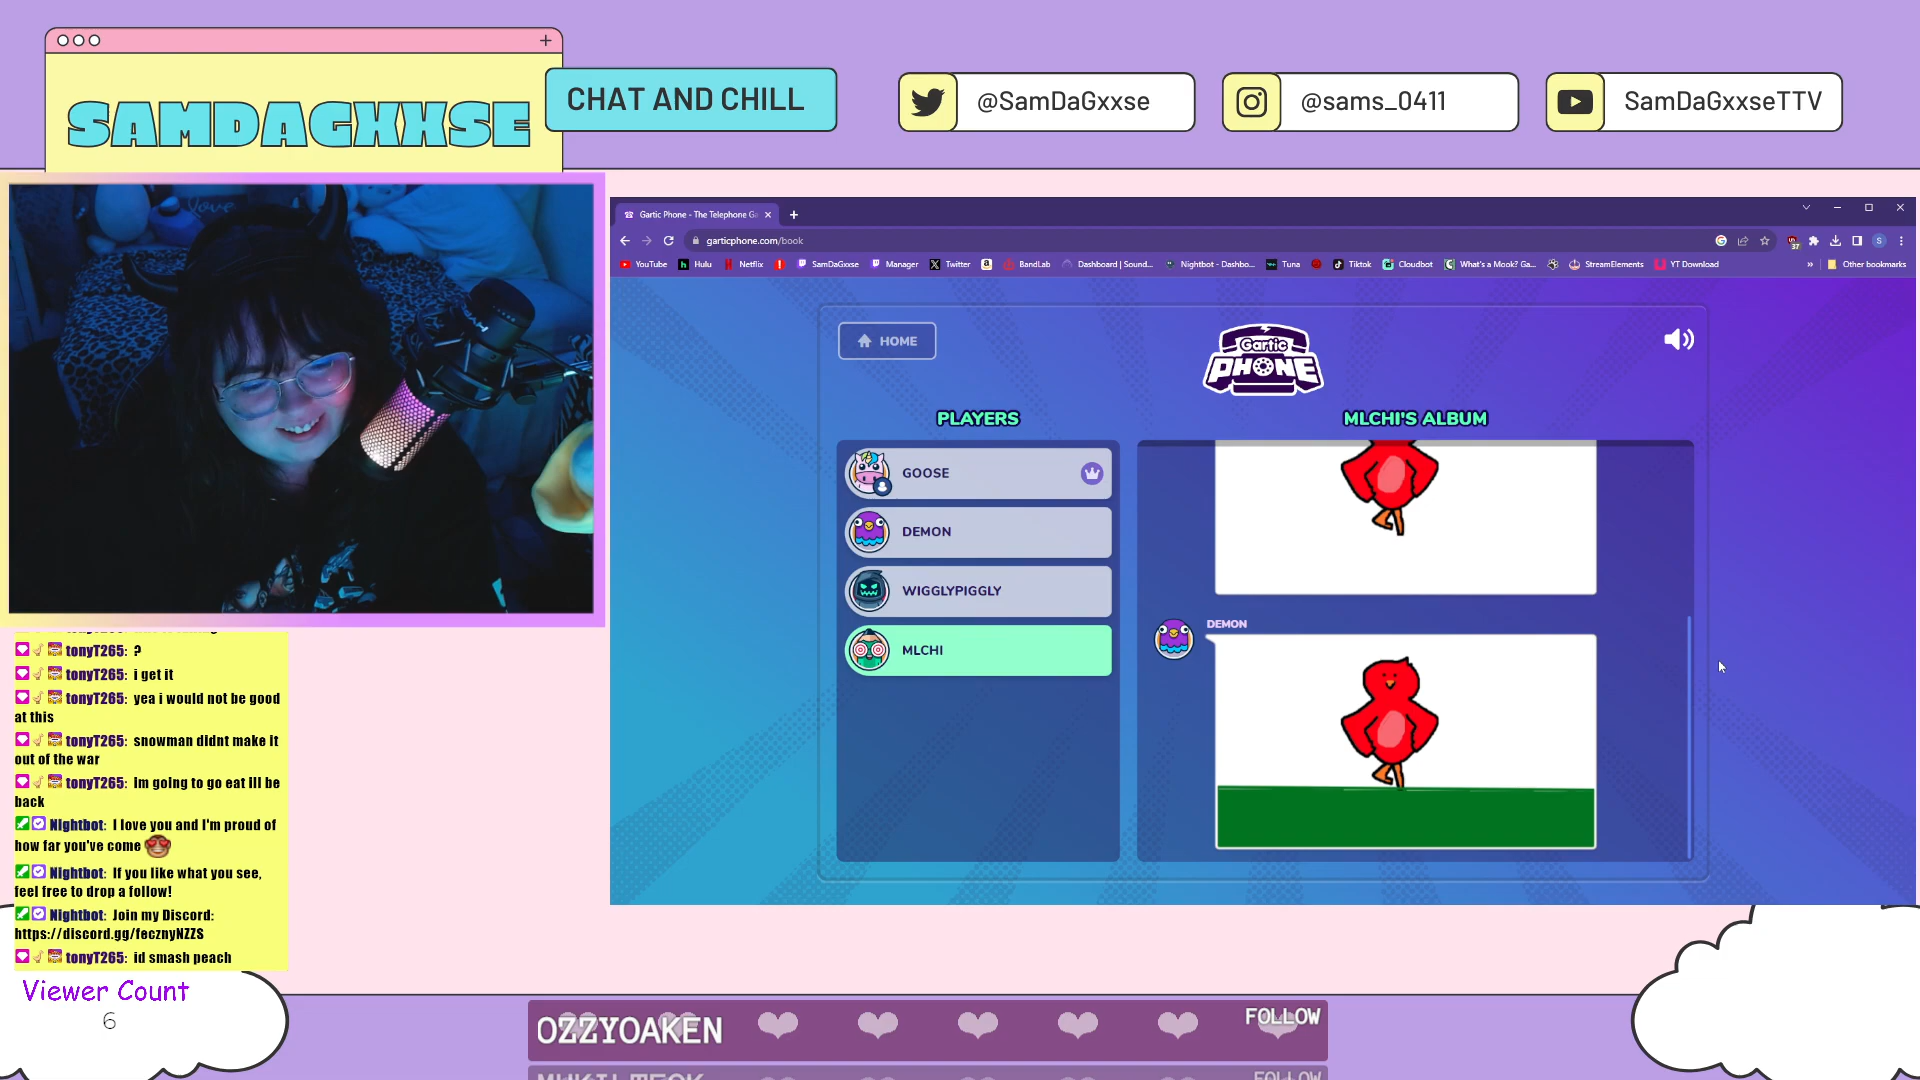 SAMDAGXXSE
CHAT AND CHILL
@SamDaGxxse
@sams_0411
SamDaGxxseTTV
love
Gartic Phone - The Telephone Ga
garticphone.com/book
37
S
YouTube
Hulu
Netflix
SamDaGxxse
Manager
Twitter
BandLab
Dashboard | Sound...
Nightbot - Dashbo...
Tuna
Tiktok
Cloudbot
What's a Mook? Ga...
StreamElements
YT Download
Other bookmarks
HOME
Gartic
PHONE
PLAYERS
MLCHI'S ALBUM
GOOSE
DEMON
WIGGLYPIGGLY
MLCHI
DEMON
tonyT265: ?
tonyT265: i get it
tonyT265: yea i would not be good
at this
tonyT265: snowman didnt make it
out of the war
tonyT265: im going to go eat ill be
back
Nightbot: I love you and I'm proud of
how far you've come
Nightbot: If you like what you see,
feel free to drop a follow!
Nightbot: Join my Discord:
https://discord.gg/fecznyNZZS
tonyT265: id smash peach
Viewer Count
6
OZZYOAKEN
FOLLOW
FOLLOW